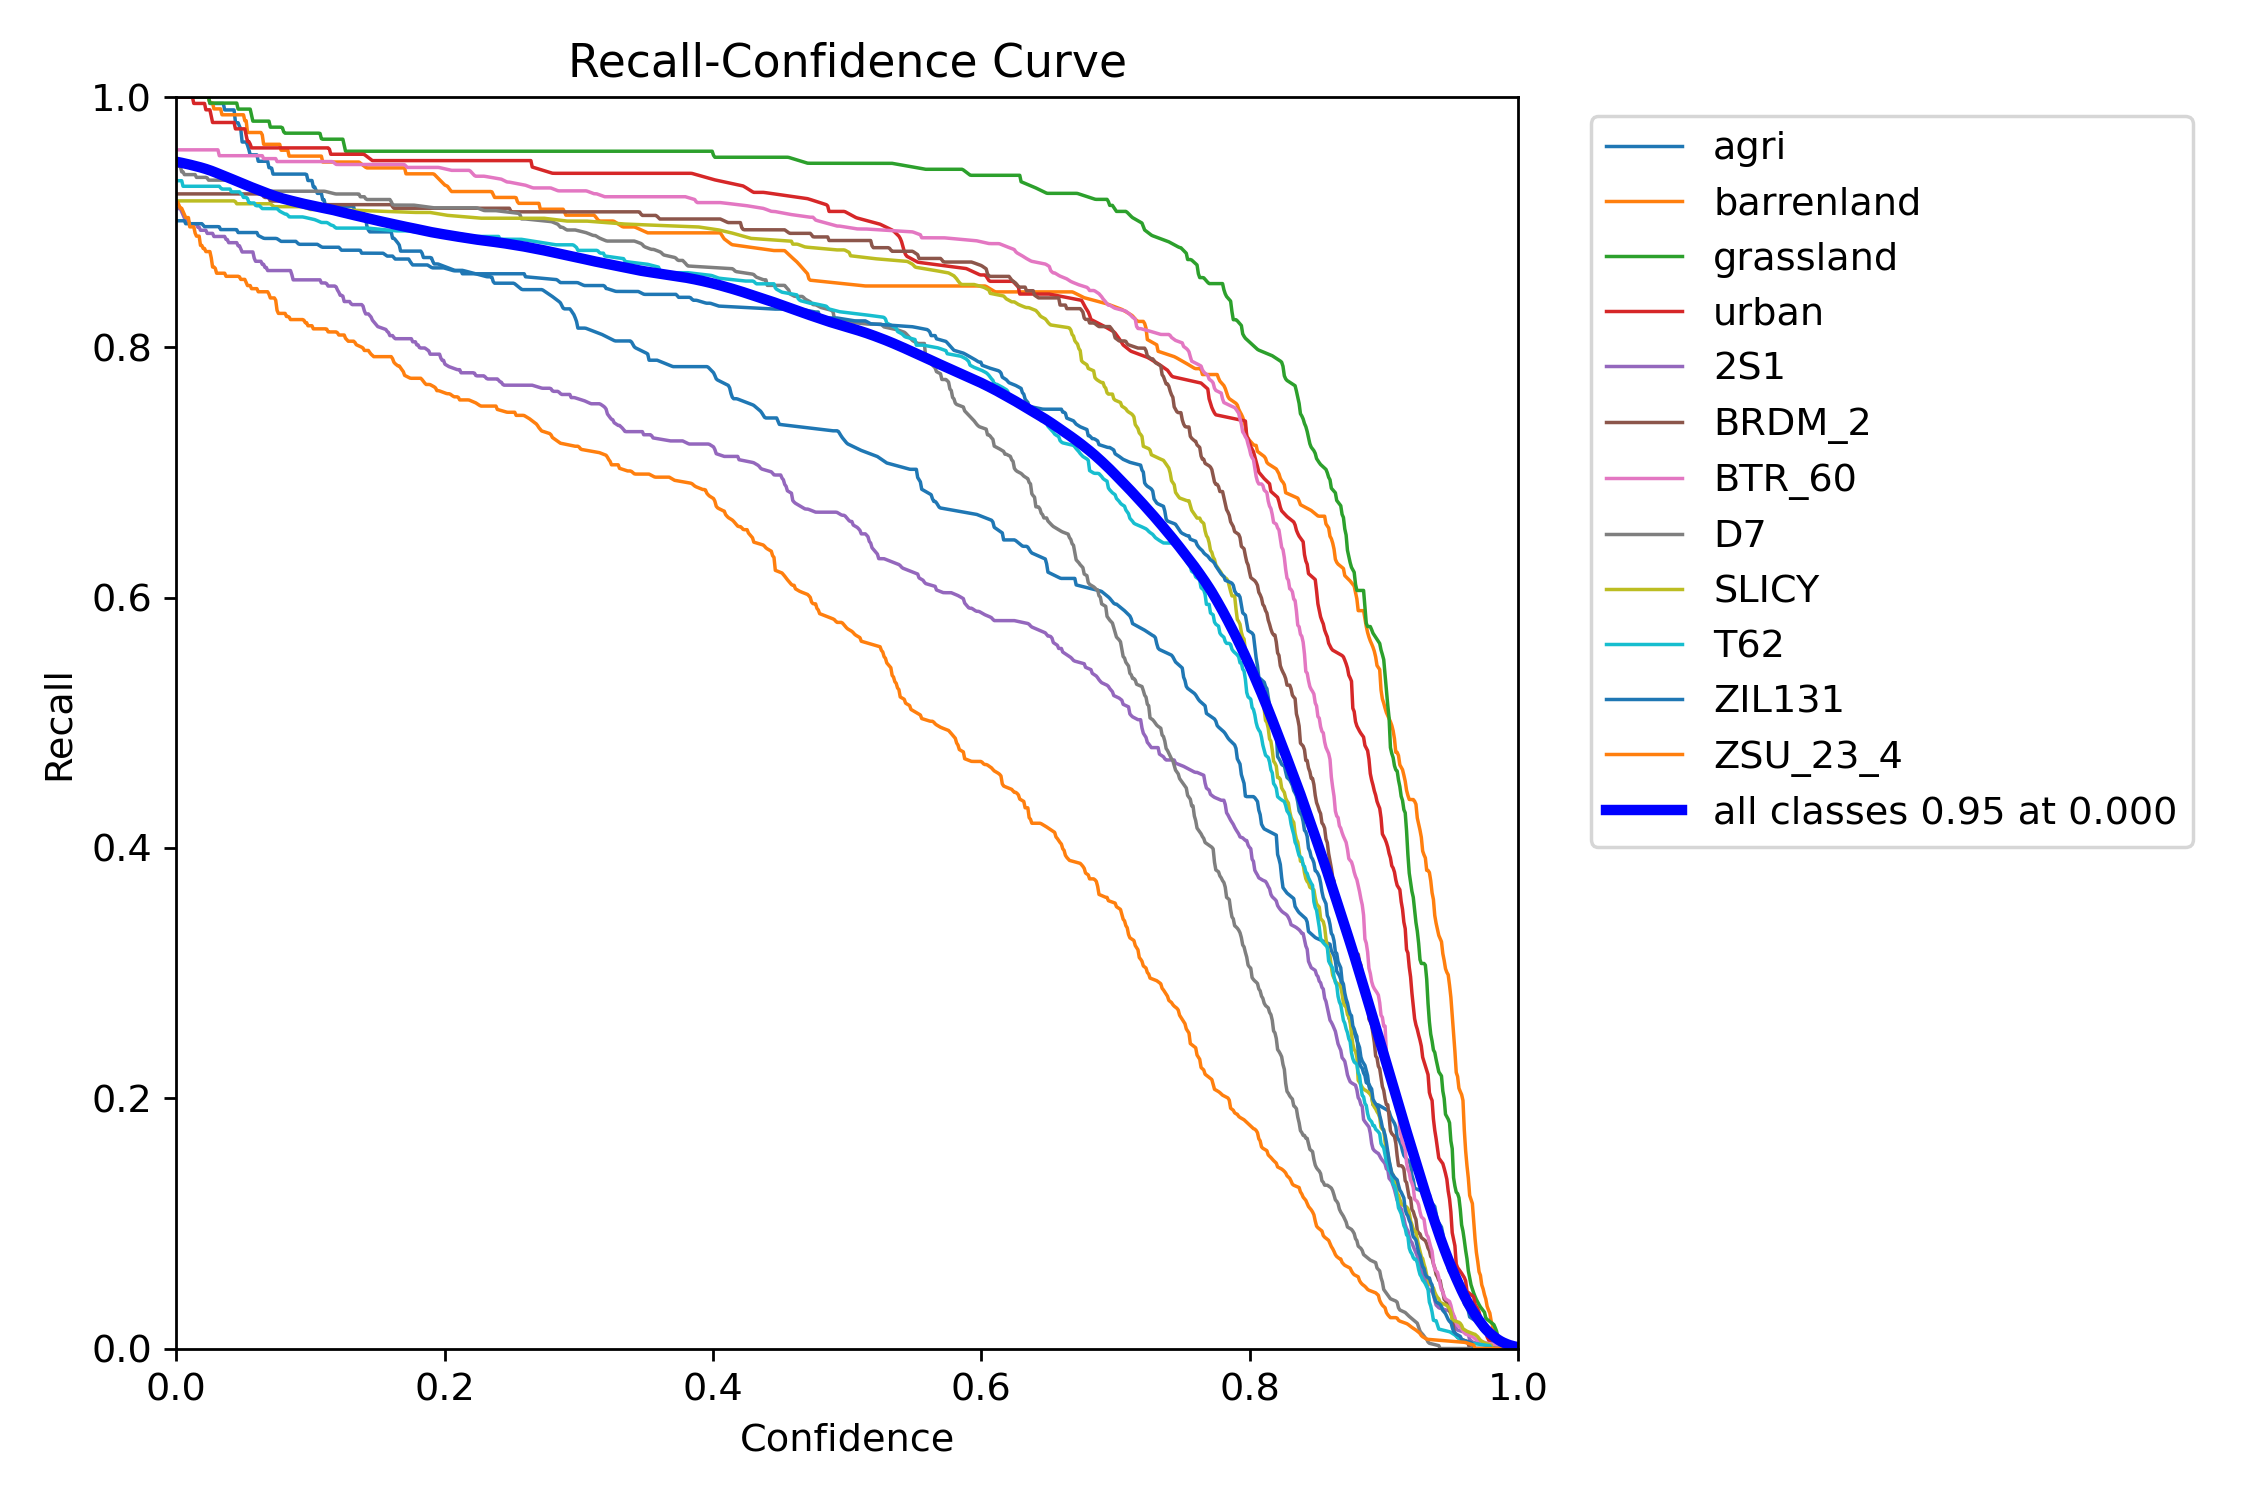 Recall-Confidence Curve
1.0
0.8
0.6
0.4
0.2
0.0
Recall
0.0 0.2 0.4 0.6 0.8 1.0
Confidence
agri
barrenland
grassland
urban
2S1
BRDM_2
BTR_60
D7
SLICY
T62
ZIL131
ZSU_23_4
all classes 0.95 at 0.000